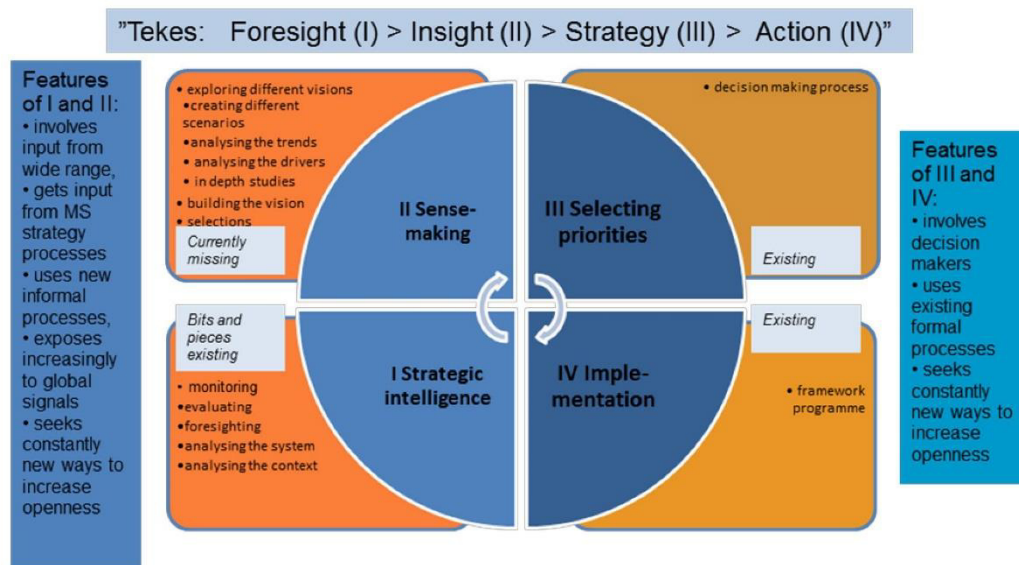 ”Tekes: Foresight (I) > Insight (II) > Strategy (III) > Action (IV)”
Features
of I and II:
• involves
input from
wide range,
• gets input
from MS
strategy
processes
• uses new
informal
processes,
• exposes
increasingly
to global
signals
• seeks
constantly
new ways to
increase
openness
• exploring different visions
•creating different
scenarios
•analysing the trends
• analysing the drivers
• in depth studies
• building the vision
• selections
Currently
missing
II Sense-
making
III Selecting
priorities
• decision making process
Existing
Bits and
pieces
existing
• monitoring
•evaluating
•foresighting
•analysing the system
•analysing the context
I Strategic
intelligence
IV Imple-
mentation
Existing
• framework
programme
Features
of III and
IV:
• involves
decision
makers
• uses
existing
formal
processes
• seeks
constantly
new ways to
increase
openness